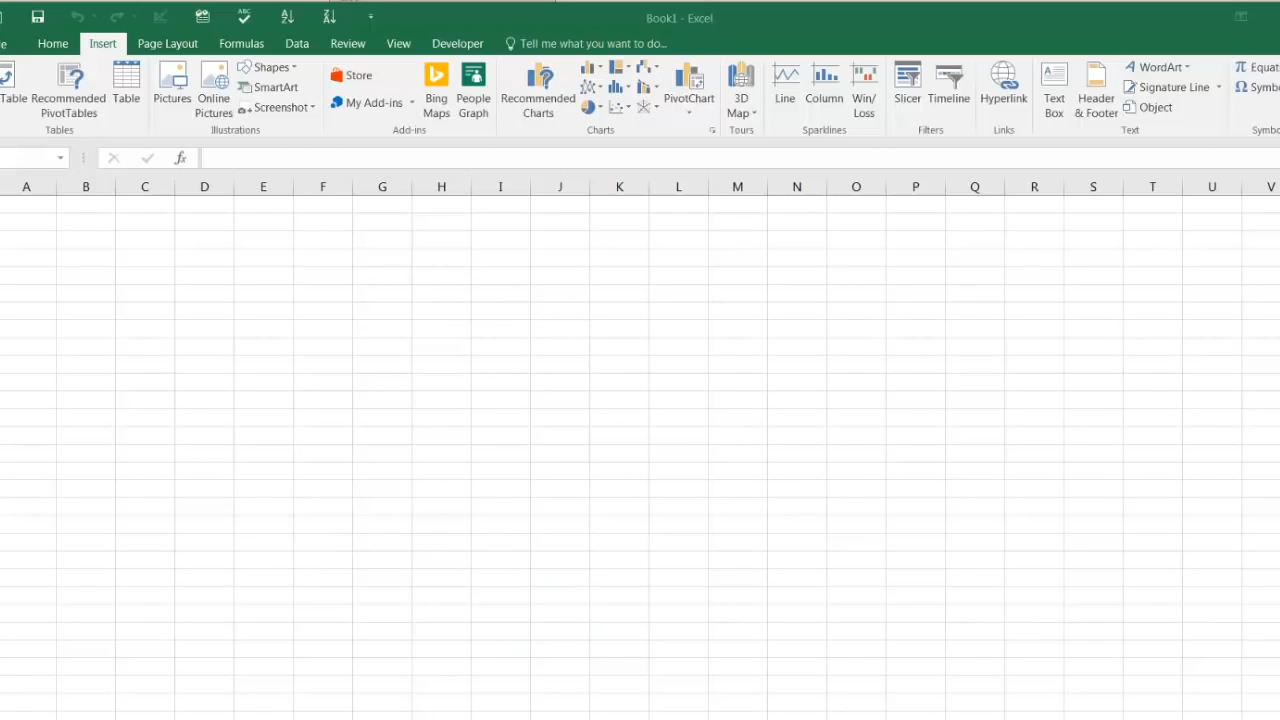 Book1 - Excel
Home Insert Page Layout Formulas Data Review View Developer Tell me what you want to do...
Table
Recommended
PivotTables
Table
Tables
Pictures
Online
Pictures
Shapes
SmartArt
Screenshot
Illustrations
Store
My Add-ins
Bing
Maps
People
Graph
Add-ins
Recommended
Charts
PivotChart
Charts
3D
Map
Tours
Line
Column
Win/
Loss
Sparklines
Slicer
Timeline
Filters
Hyperlink
Links
Text
Box
Header
& Footer
WordArt
Signature Line
Object
Text
fx
A B C D E F G H I J K L M N O P Q R S T U V